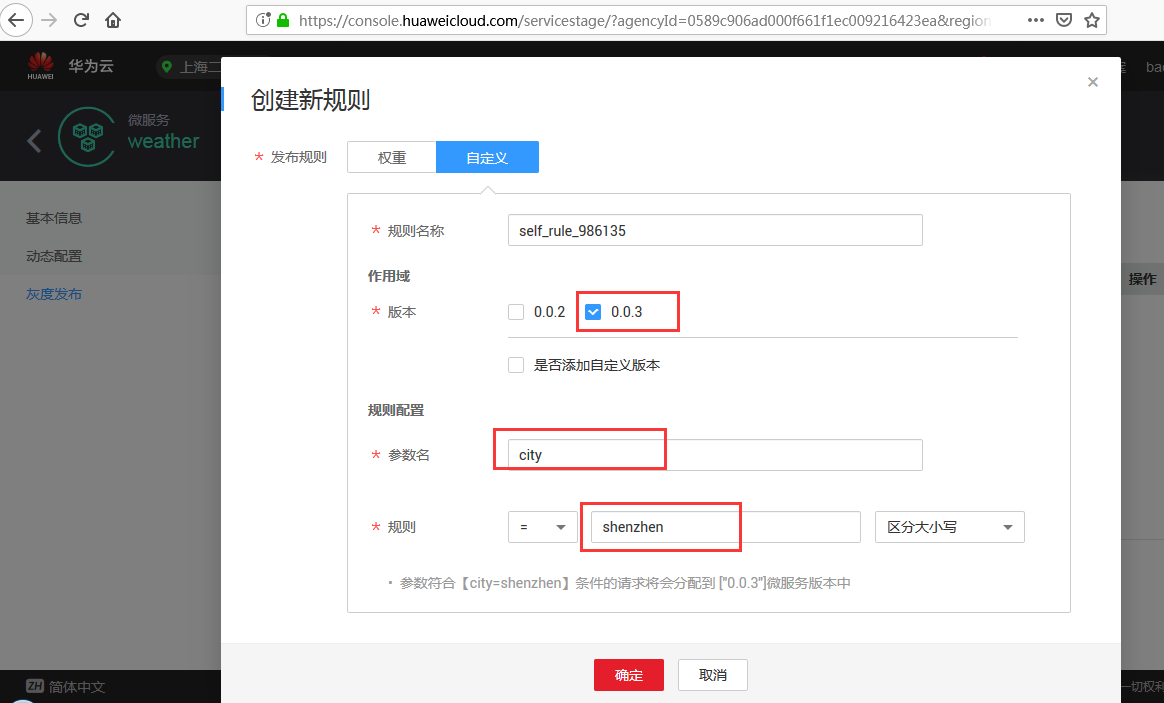 https://console.huaweicloud.com/servicestage/?agencyId=0589c906ad000f661f1ec009216423ea&region
HUAWEI
华为云
上海二
微服务
weather
基本信息
动态配置
灰度发布
创建新规则
* 发布规则 权重 自定义
* 规则名称 self_rule_986135
作用域
* 版本 0.0.2 0.0.3
是否添加自定义版本
规则配置
* 参数名 city
* 规则 = shenzhen 区分大小写
• 参数符合【city=shenzhen】条件的请求将会分配到 ["0.0.3"]微服务版本中
确定 取消
操作
ZH 简体中文
一切权利